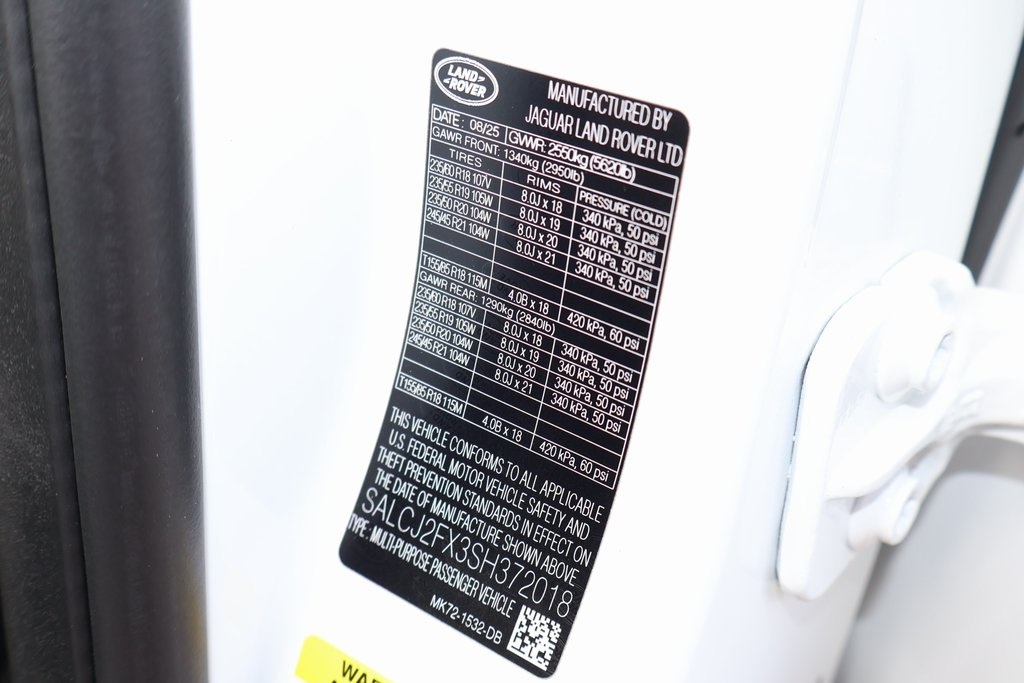 LAND-
-ROVER
MANUFACTURED BY
JAGUAR LAND ROVER LTD
DATE: 08/25 GVWR: 2550kg (5620lb)
GAWR FRONT: 1340kg (2950lb)
TIRES RIMS PRESSURE (COLD)
235/60 R18 107V 8.0J x 18 340 kPa, 50 psi
235/55 R19 105W 8.0J x 19 340 kPa, 50 psi
235/50 R20 104W 8.0J x 20 340 kPa, 50 psi
245/45 R21 104W 8.0J x 21 340 kPa, 50 psi
T155/85 R18 115M 4.0B x 18 420 kPa, 60 psi
GAWR REAR: 1290kg (2840lb)
235/60 R18 107V 8.0J x 18 340 kPa, 50 psi
235/55 R19 105W 8.0J x 19 340 kPa, 50 psi
235/50 R20 104W 8.0J x 20 340 kPa, 50 psi
245/45 R21 104W 8.0J x 21 340 kPa, 50 psi
T155/85 R18 115M 4.0B x 18 420 kPa, 60 psi
THIS VEHICLE CONFORMS TO ALL APPLICABLE
U.S. FEDERAL MOTOR VEHICLE SAFETY AND
THEFT PREVENTION STANDARDS IN EFFECT ON
THE DATE OF MANUFACTURE SHOWN ABOVE
SALCJ2FX3SH372018
TYPE: MULTI-PURPOSE PASSENGER VEHICLE
MK72-1532-DB